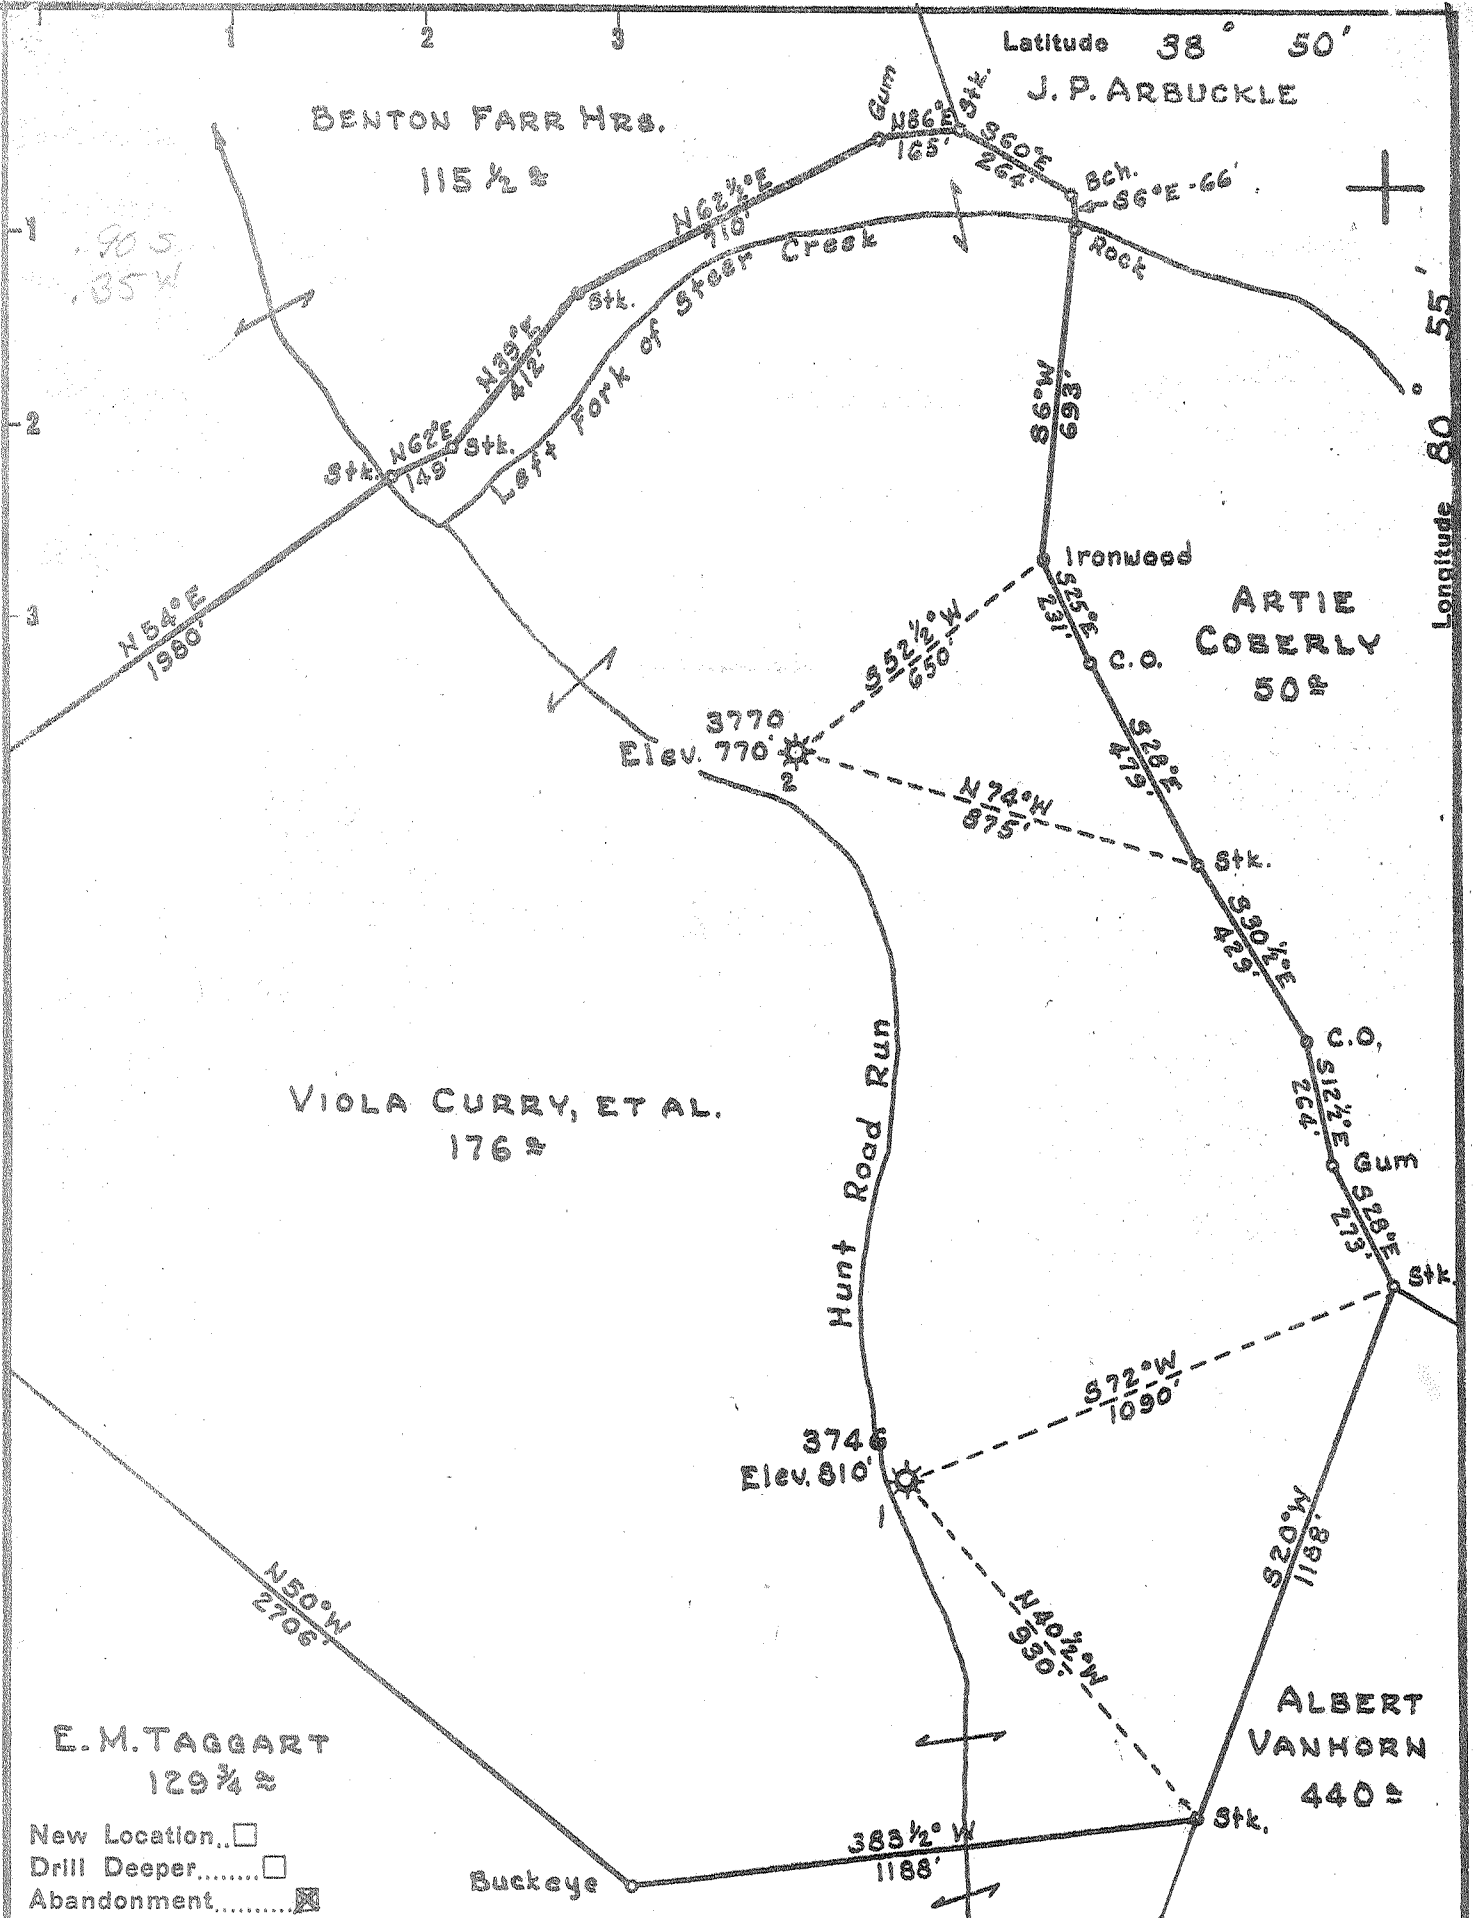 1 2 3
Latitude 38° 50'
J. P. ARBUCKLE
BENTON FARR HRS.
115 ½ a
Gum
N86°E
165'
Stk.
S60°E
264'
Bch.
S6°E - 66'
Rock
N62½°E
710'
Left Fork of Steer Creek
Stk.
1
.90 S
.35 W
N39°E
412'
S6°W
693'
Longitude 80° 55'
2
Stk.
N62°E
149'
Stk.
Ironwood
3
N54°E
1980'
S25°E
231'
ARTIE
COBERLY
50 a
C.O.
S52½°W
650'
3770
Elev. 770'
2
N74°W
875'
S28°E
479'
Stk.
S30½°E
429'
C.O.
Hunt Road Run
VIOLA CURRY, ET AL.
176 a
S12½°E
264'
Gum
S28°E
273'
Stk.
S72°W
1090'
3746
Elev. 810'
1
S20°W
1188'
N50°W
2706'
N40½°W
930'
ALBERT
VANHORN
440 a
E. M. TAGGART
129 ¾ a
Stk.
S83½° W
1188'
Buckeye
New Location..☐
Drill Deeper........☐
Abandonment..........☒